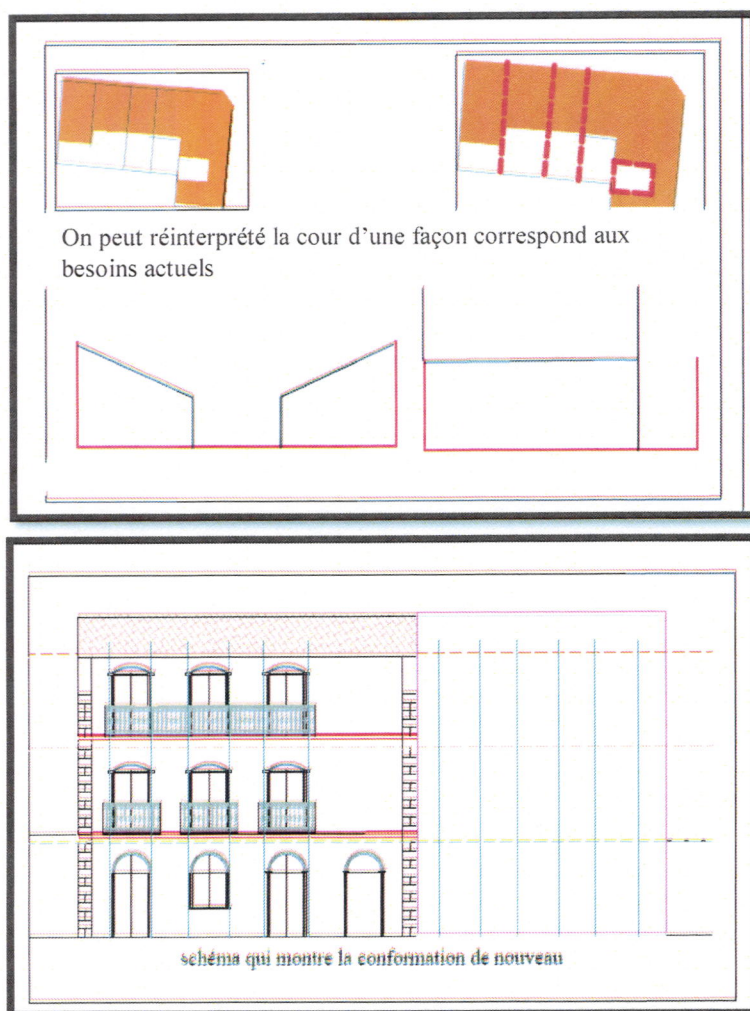 On peut réinterprété la cour d'une façon correspond aux
besoins actuels
schéma qui montre la conformation de nouveau